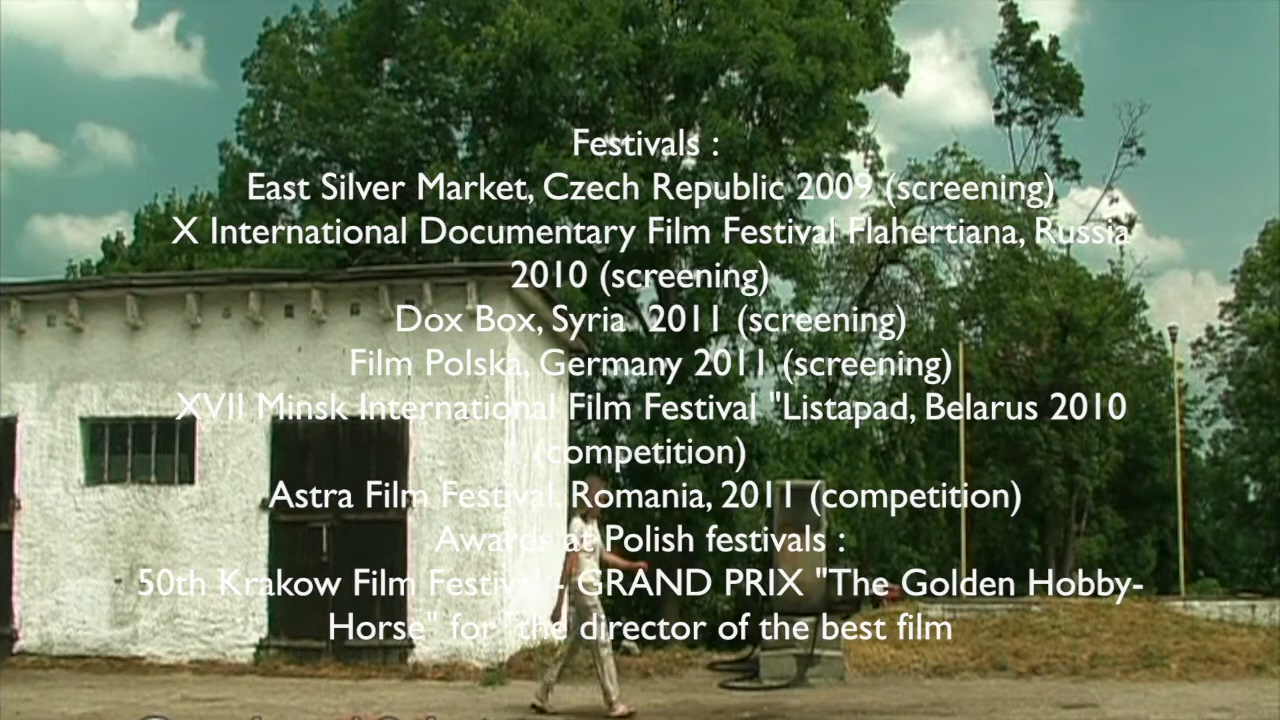 Festivals :
East Silver Market, Czech Republic 2009 (screening)
X International Documentary Film Festival Flahertiana, Russia
2010 (screening)
Dox Box, Syria  2011 (screening)
Film Polska, Germany 2011 (screening)
XVII Minsk International Film Festival "Listapad, Belarus 2010
(competition)
Astra Film Festival, Romania, 2011 (competition)
Awards at Polish festivals :
50th Krakow Film Festival - GRAND PRIX "The Golden Hobby-
Horse" for  the director of the best film